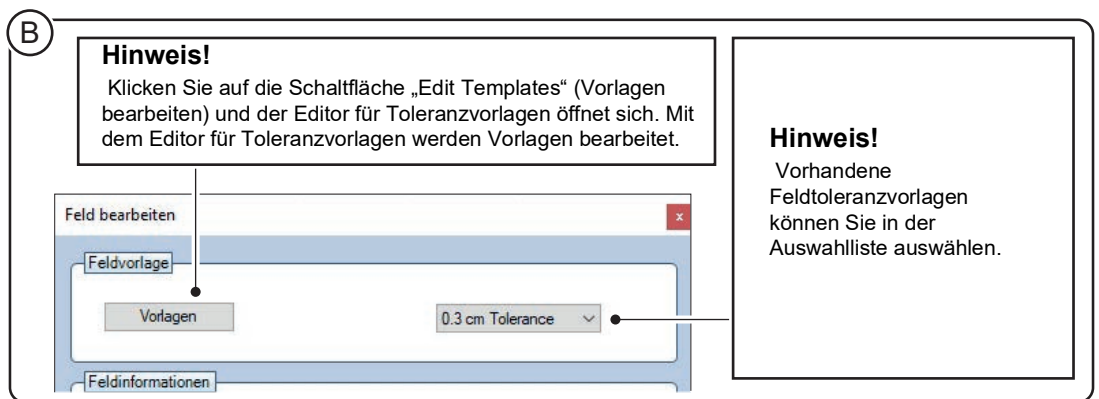 B
Hinweis!
Klicken Sie auf die Schaltfläche „Edit Templates“ (Vorlagen
bearbeiten) und der Editor für Toleranzvorlagen öffnet sich. Mit
dem Editor für Toleranzvorlagen werden Vorlagen bearbeitet.
Hinweis!
Vorhandene
Feldtoleranzvorlagen
können Sie in der
Auswahlliste auswählen.
Feld bearbeiten
x
Feldvorlage
Vorlagen
0.3 cm Tolerance
Feldinformationen